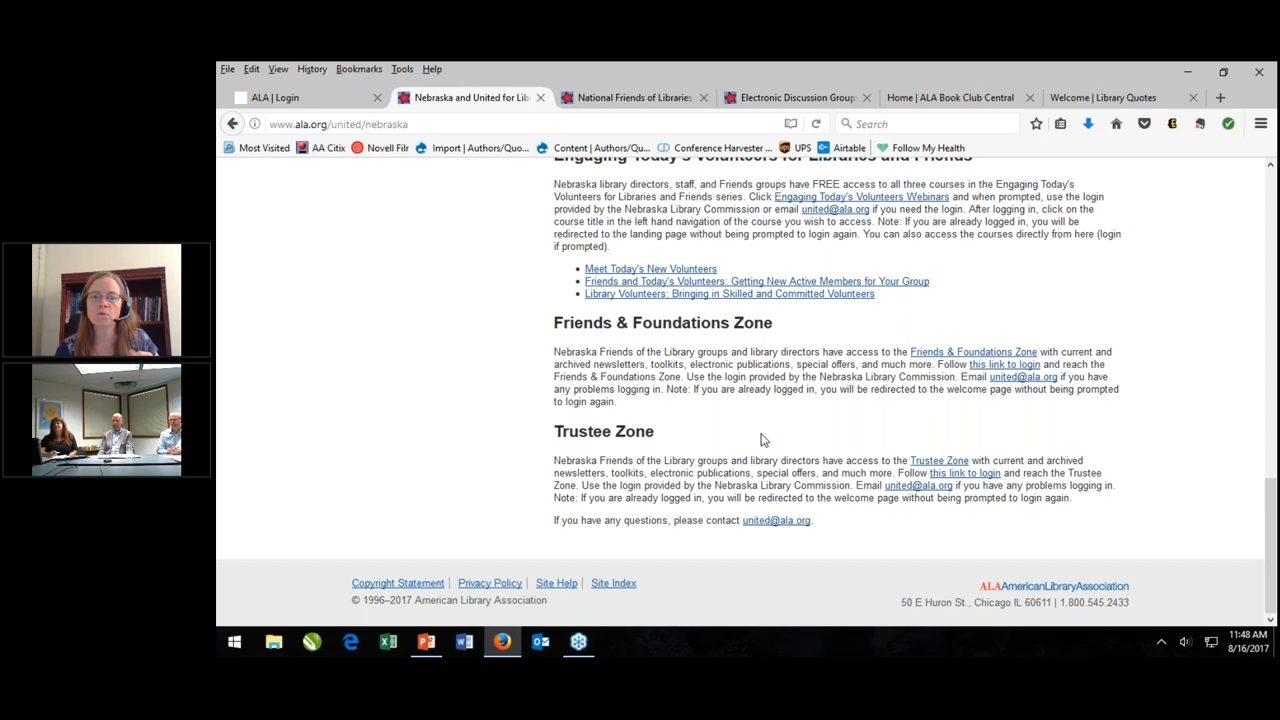 File Edit View History Bookmarks Tools Help
ALA | Login
Nebraska and United for Lib
National Friends of Libraries
Electronic Discussion Group
Home | ALA Book Club Central
Welcome | Library Quotes
www.ala.org/united/nebraska
Search
Most Visited AA Citix Novell Filr Import | Authors/Quo... Content | Authors/Qu... Conference Harvester ... UPS Airtable Follow My Health
Engaging Today's Volunteers for Libraries and Friends
Nebraska library directors, staff, and Friends groups have FREE access to all three courses in the Engaging Today's
Volunteers for Libraries and Friends series. Click Engaging Today's Volunteers Webinars and when prompted, use the login
provided by the Nebraska Library Commission or email united@ala.org if you need the login. After logging in, click on the
course title in the left hand navigation of the course you wish to access. Note: If you are already logged in, you will be
redirected to the landing page without being prompted to login again. You can also access the courses directly from here (login
if prompted).
• Meet Today's New Volunteers
• Friends and Today's Volunteers: Getting New Active Members for Your Group
• Library Volunteers: Bringing in Skilled and Committed Volunteers
Friends & Foundations Zone
Nebraska Friends of the Library groups and library directors have access to the Friends & Foundations Zone with current and
archived newsletters, toolkits, electronic publications, special offers, and much more. Follow this link to login and reach the
Friends & Foundations Zone. Use the login provided by the Nebraska Library Commission. Email united@ala.org if you have
any problems logging in. Note: If you are already logged in, you will be redirected to the welcome page without being prompted
to login again.
Trustee Zone
Nebraska Friends of the Library groups and library directors have access to the Trustee Zone with current and archived
newsletters, toolkits, electronic publications, special offers, and much more. Follow this link to login and reach the Trustee
Zone. Use the login provided by the Nebraska Library Commission. Email united@ala.org if you have any problems logging in.
Note: If you are already logged in, you will be redirected to the welcome page without being prompted to login again.
If you have any questions, please contact united@ala.org.
Copyright Statement | Privacy Policy | Site Help | Site Index
© 1996–2017 American Library Association
ALAAmericanLibraryAssociation
50 E Huron St., Chicago IL 60611 | 1.800.545.2433
11:48 AM
8/16/2017